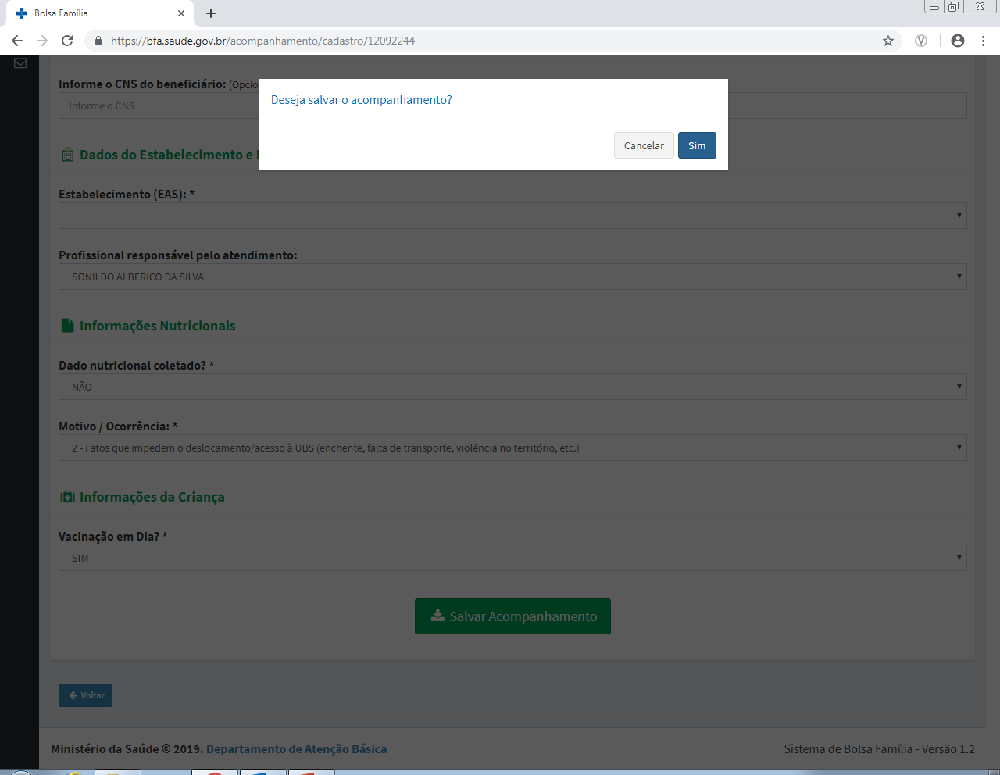 Bolsa Família
https://bfa.saude.gov.br/acompanhamento/cadastro/12092244
Informe o CNS do beneficiário: (Opcio
Informe o CNS
Deseja salvar o acompanhamento?
Cancelar
Sim
Dados do Estabelecimento e
Estabelecimento (EAS): *
Profissional responsável pelo atendimento:
SONILDO ALBERICO DA SILVA
Informações Nutricionais
Dado nutricional coletado? *
NÃO
Motivo / Ocorrência: *
2 - Fatos que impedem o deslocamento/acesso à UBS (enchente, falta de transporte, violência no território, etc.)
Informações da Criança
Vacinação em Dia? *
SIM
Salvar Acompanhamento
Voltar
Ministério da Saúde © 2019. Departamento de Atenção Básica
Sistema de Bolsa Família - Versão 1.2